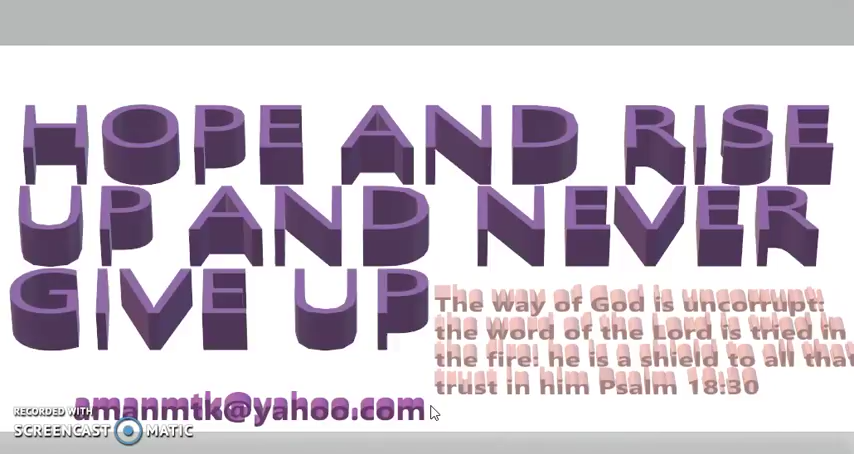 HOPE AND RISE
UP AND NEVER
GIVE UP
The way of God is uncorrupt:
the word of the Lord is tried in
the fire: he is a shield to all that
trust in him Psalm 18:30
amanmtk@yahoo.com
RECORDED WITH
SCREENCAST MATIC